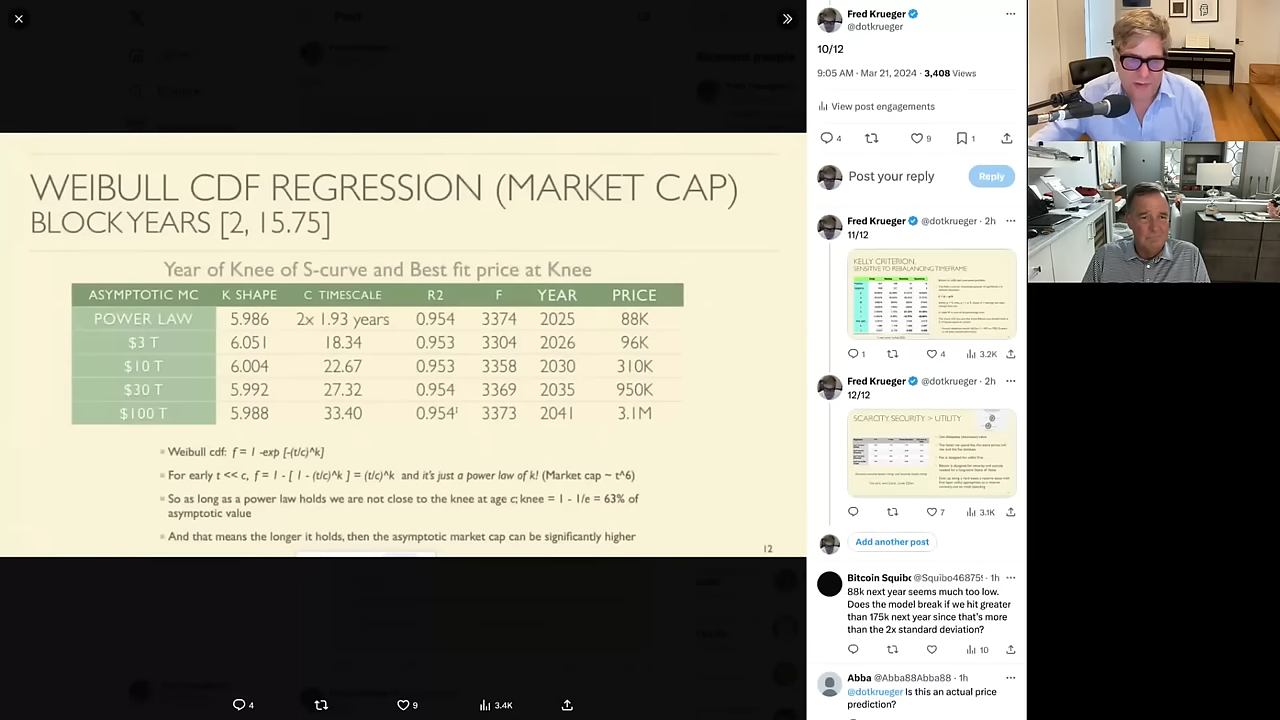 WEIBULL CDF REGRESSION (MARKET CAP)
BLOCK YEARS [2, 15.75]
Year of Knee of S-curve and Best fit price at Knee
ASYMPTOTIC MC K SHAPE C TIMESCALE R2 F YEAR PRICE
POWER LAW 5.926 2x 1.93 years 0.954 3374 2025 88K
$3 T 6.051 18.34 0.953 3304 2026 96K
$10 T 6.004 22.67 0.953 3358 2030 310K
$30 T 5.992 27.32 0.954 3369 2035 950K
$100 T 5.988 33.40 0.954 3373 2041 3.1M
Weibull cdf: f = 1 -exp [-(t/c)^k]
For early t << c, f = 1 - [ 1 - (t/c)^k ] = (t/c)^k and it's just a power law of k! (Market cap ~ t^6)
So as long as a power law holds we are not close to the knee at age c; knee = 1 - 1/e = 63% of
asymptotic value
And that means the longer it holds, then the asymptotic market cap can be significantly higher
12
4
9
3.4K
Fred Krueger
@dotkrueger
10/12
9:05 AM · Mar 21, 2024 · 3,408 Views
View post engagements
4 9 1
Post your reply
Reply
Fred Krueger @dotkrueger · 2h
11/12
KELLY CRITERION.
SENSITIVE TO REBALANCING TIMEFRAME
1 4 3.2K
Fred Krueger @dotkrueger · 2h
12/12
SCARCITY. SECURITY > UTILITY
7 3.1K
Add another post
Bitcoin Squibo @Squibo46875 · 1h
88k next year seems much too low.
Does the model break if we hit greater
than 175k next year since that's more
than the 2x standard deviation?
10
Abba @Abba88Abba88 · 1h
@dotkrueger Is this an actual price
prediction?